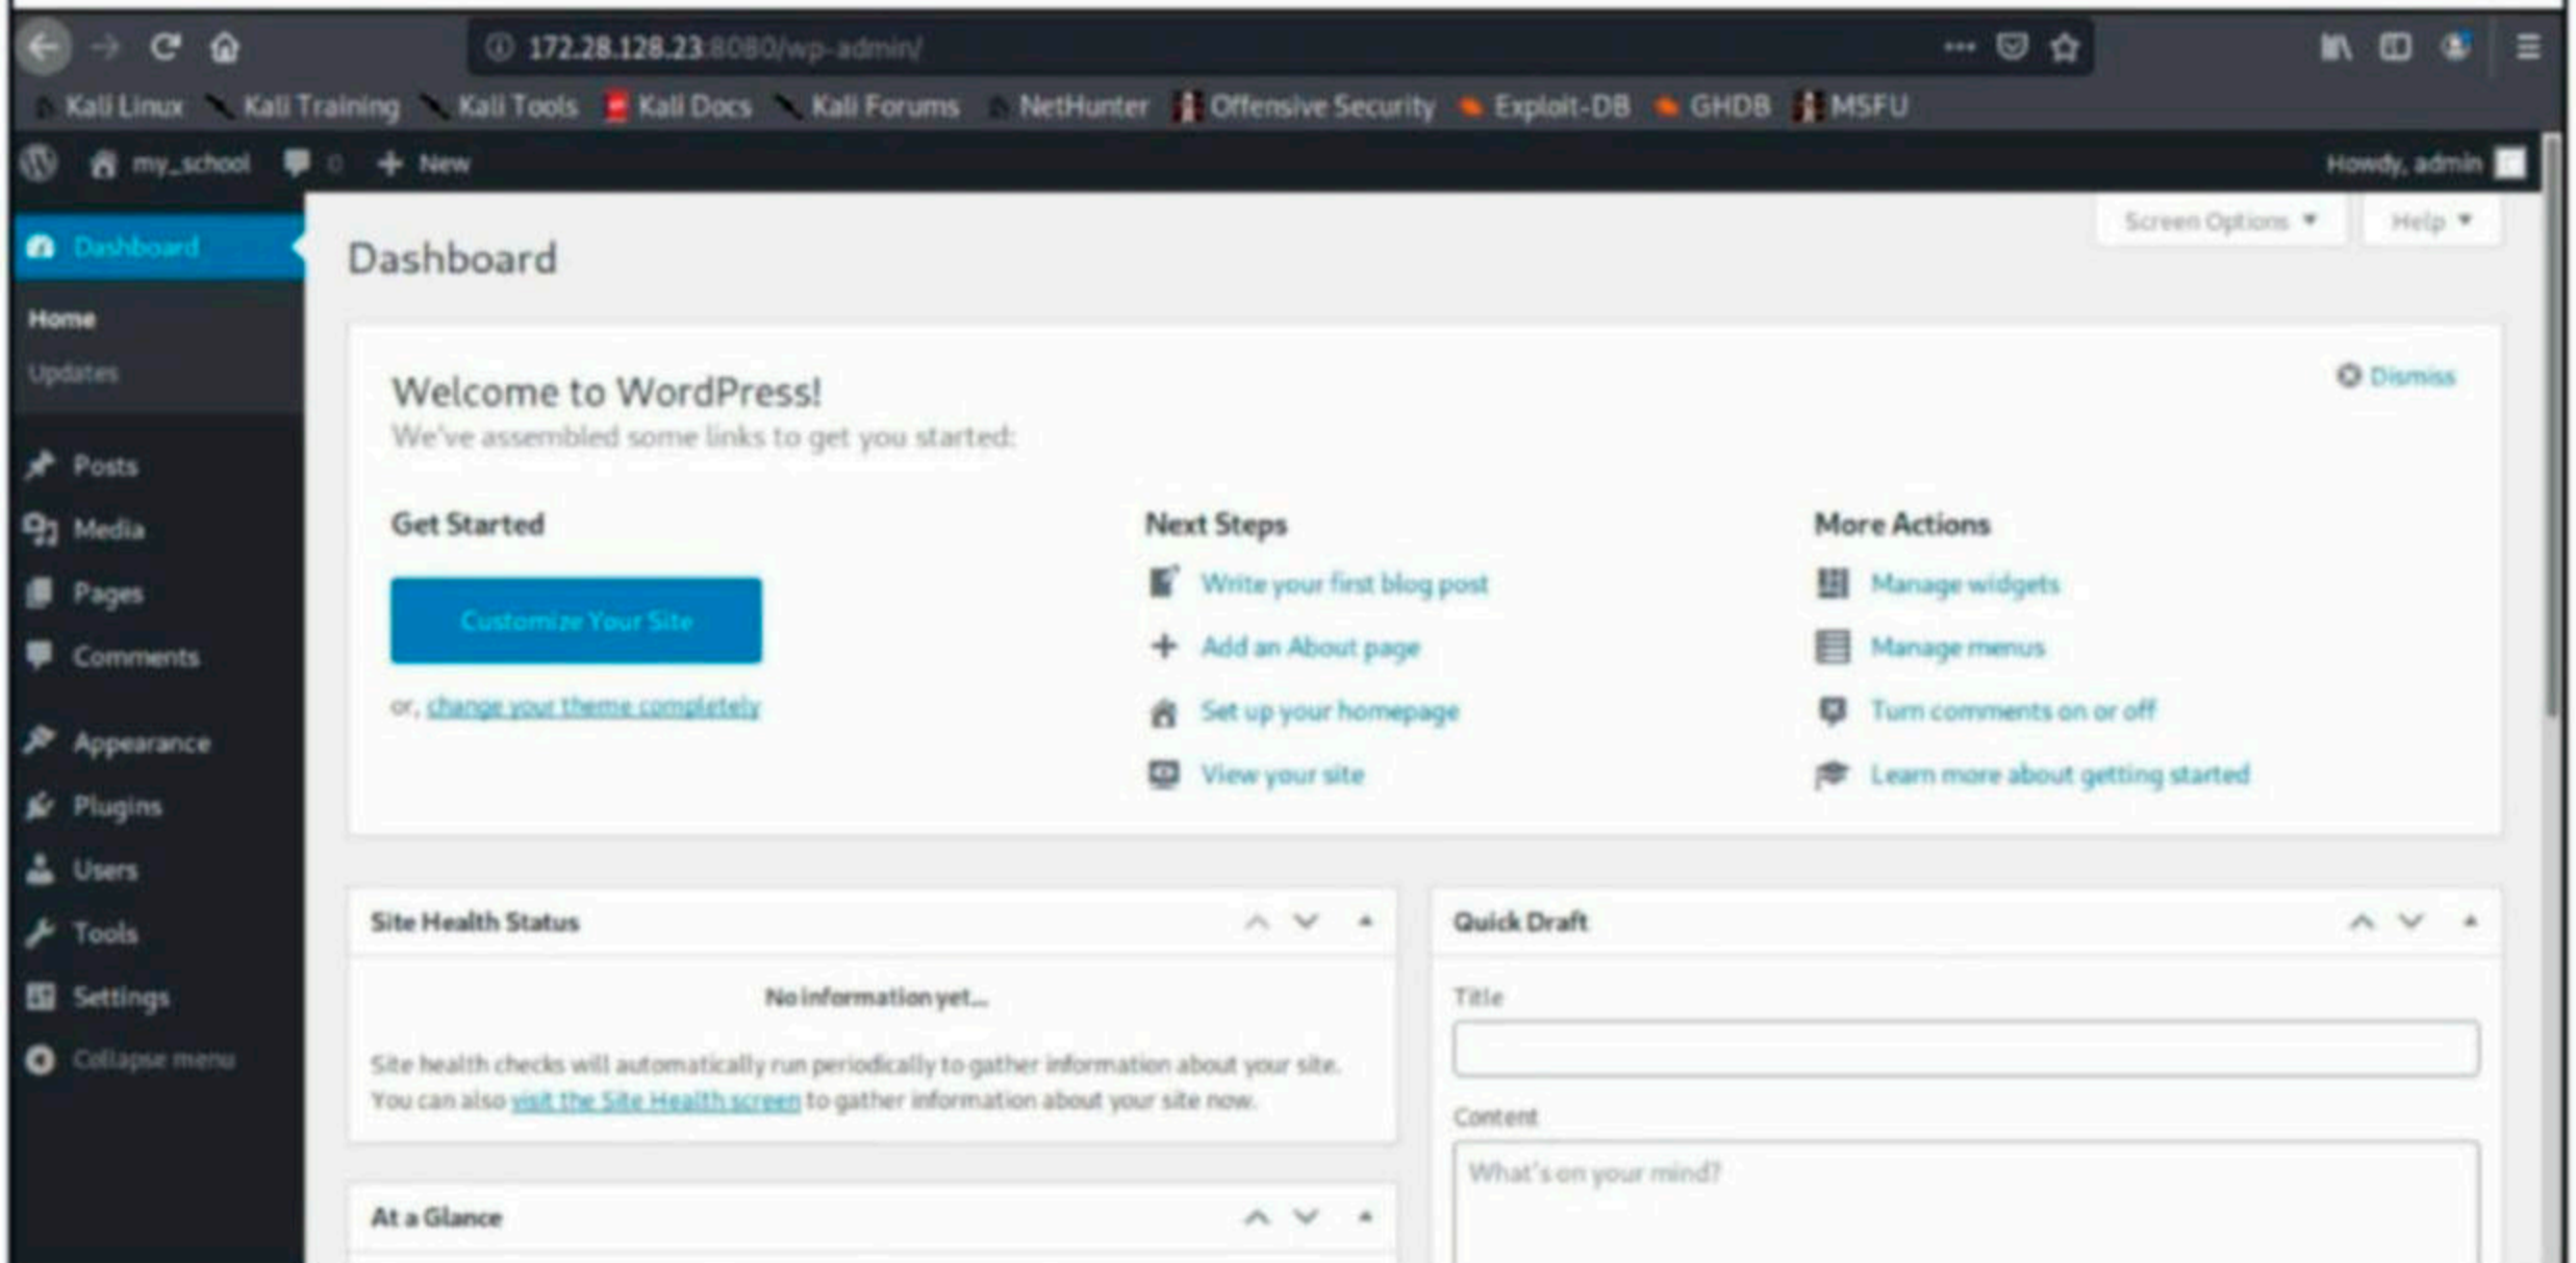 172.28.128.23:8080/wp-admin/
Kali Linux Kali Training Kali Tools Kali Docs Kali Forums NetHunter Offensive Security Exploit-DB GHDB MSFU
my_school 0 + New Howdy, admin
Screen Options Help
Dashboard
Home
Updates
Posts
Media
Pages
Comments
Appearance
Plugins
Users
Tools
Settings
Collapse menu
Dashboard
Welcome to WordPress!
Dismiss
We've assembled some links to get you started:
Get Started
Customize Your Site
or, change your theme completely
Next Steps
Write your first blog post
Add an About page
Set up your homepage
View your site
More Actions
Manage widgets
Manage menus
Turn comments on or off
Learn more about getting started
Site Health Status
No information yet...
Site health checks will automatically run periodically to gather information about your site.
You can also visit the Site Health screen to gather information about your site now.
At a Glance
Quick Draft
Title
Content
What's on your mind?